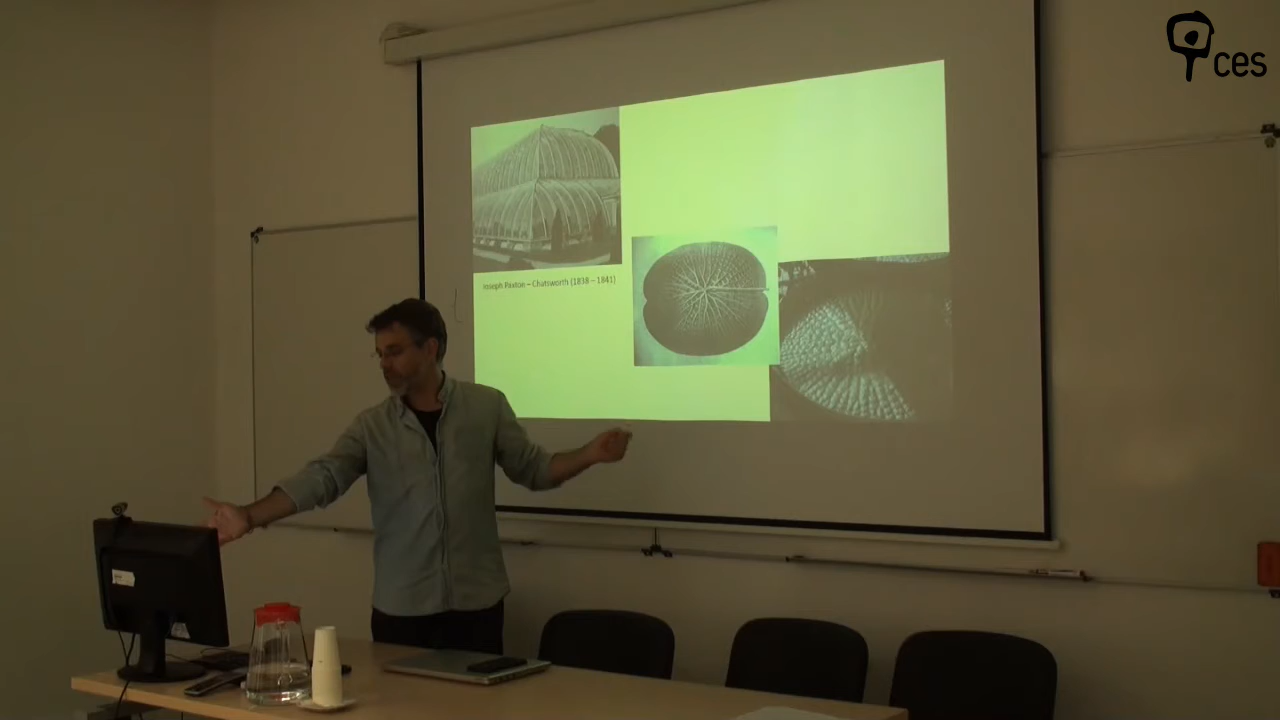 ces
Joseph Paxton – Chatsworth (1838 – 1841)